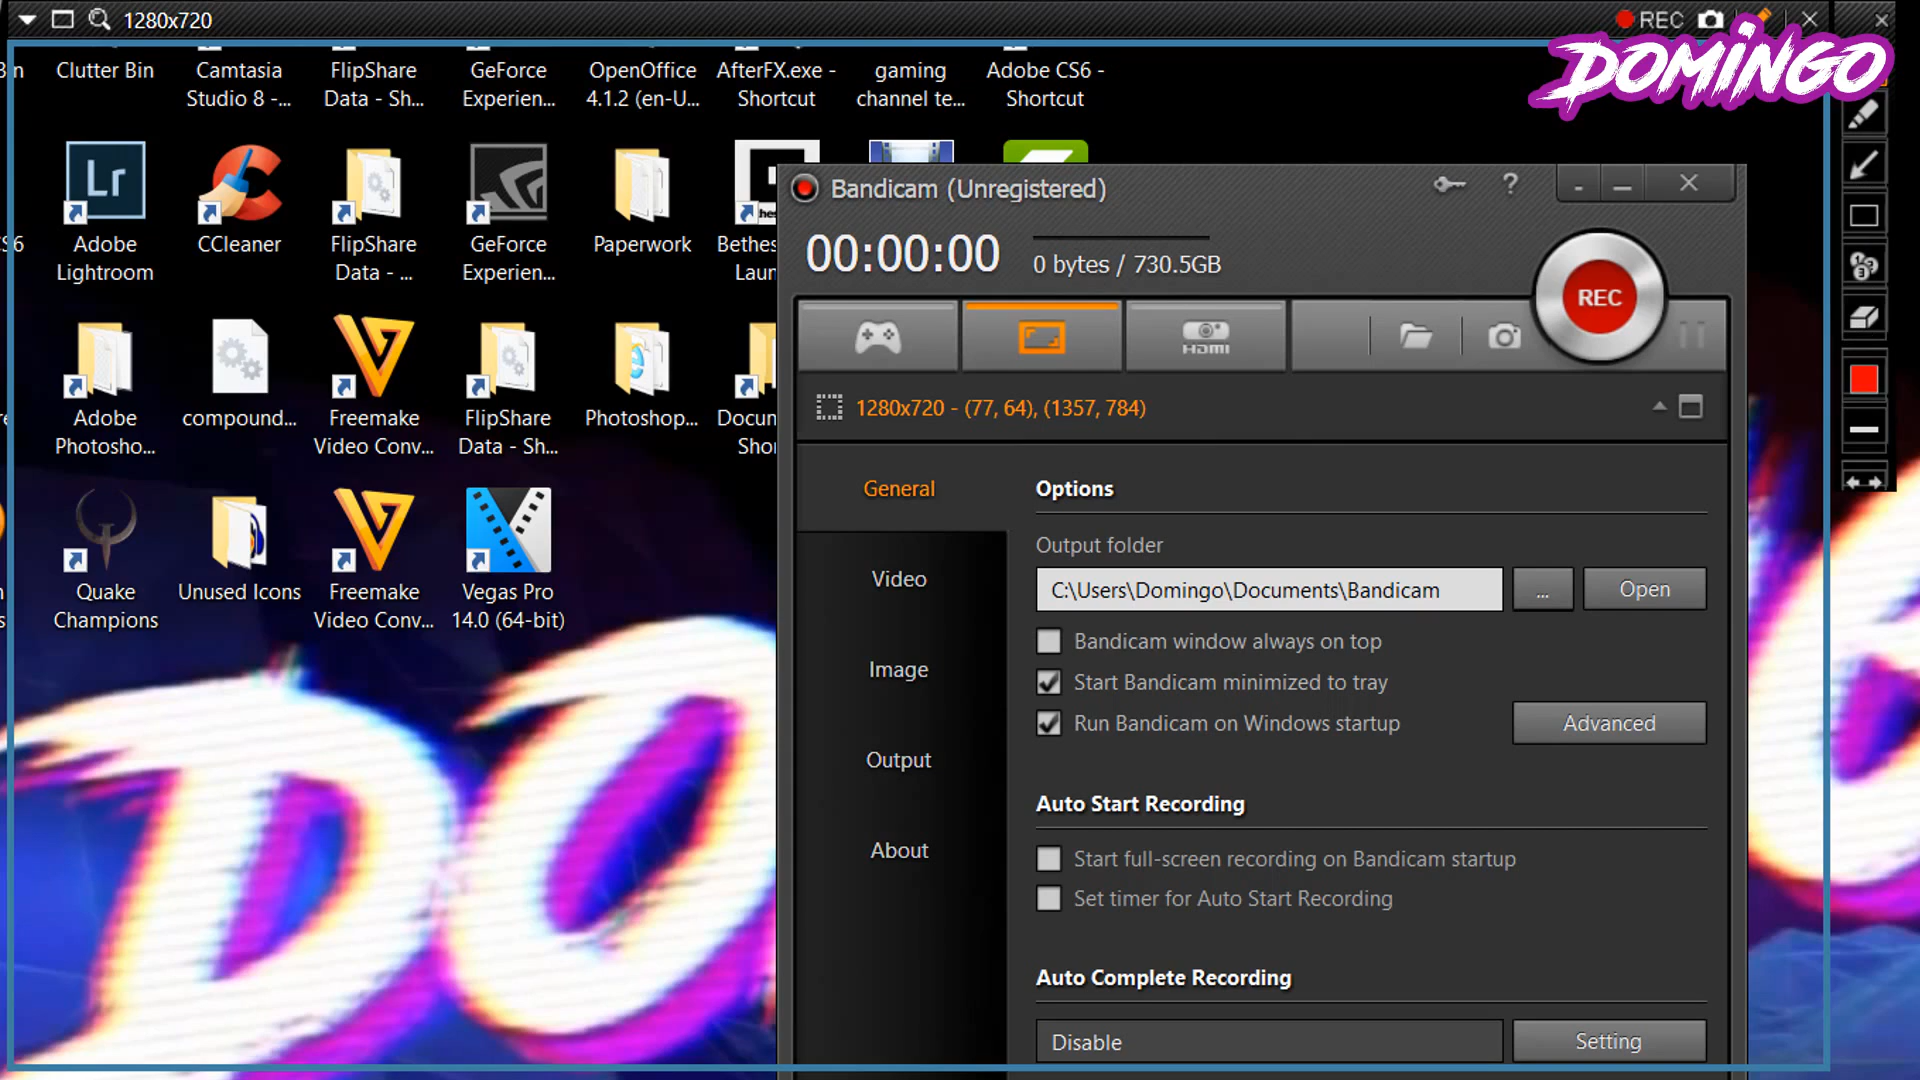 1280x720
REC
DOMINGO
Clutter Bin
Camtasia
Studio 8 -...
FlipShare
Data - Sh...
GeForce
Experien...
OpenOffice
4.1.2 (en-U...
AfterFX.exe -
Shortcut
gaming
channel te...
Adobe CS6 -
Shortcut
Lr
Adobe
Lightroom
CCleaner
FlipShare
Data - ...
GeForce
Experien...
Paperwork
Bethes
Laun
Adobe
Photosho...
compound...
Freemake
Video Conv...
FlipShare
Data - Sh...
Photoshop...
Docum
Sho
Quake
Champions
Unused Icons
Freemake
Video Conv...
Vegas Pro
14.0 (64-bit)
Bandicam (Unregistered)
?
00:00:00
0 bytes / 730.5GB
REC
HDMI
1280x720 - (77, 64), (1357, 784)
General
Video
Image
Output
About
Options
Output folder
C:\Users\Domingo\Documents\Bandicam
...
Open
Bandicam window always on top
Start Bandicam minimized to tray
Run Bandicam on Windows startup
Advanced
Auto Start Recording
Start full-screen recording on Bandicam startup
Set timer for Auto Start Recording
Auto Complete Recording
Disable
Setting
DO